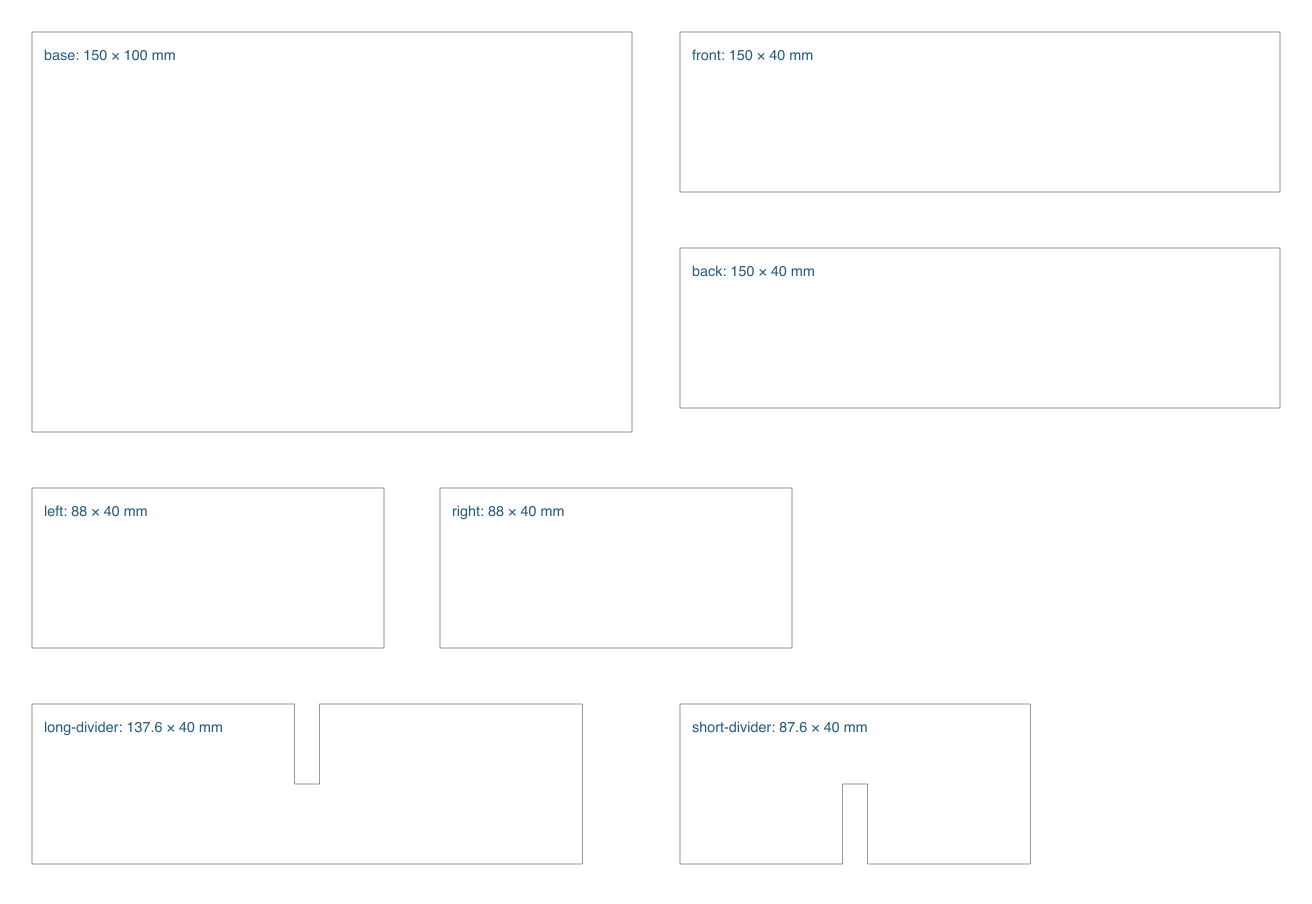 base: 150 × 100 mm
front: 150 × 40 mm
back: 150 × 40 mm
left: 88 × 40 mm
right: 88 × 40 mm
long-divider: 137.6 × 40 mm
short-divider: 87.6 × 40 mm